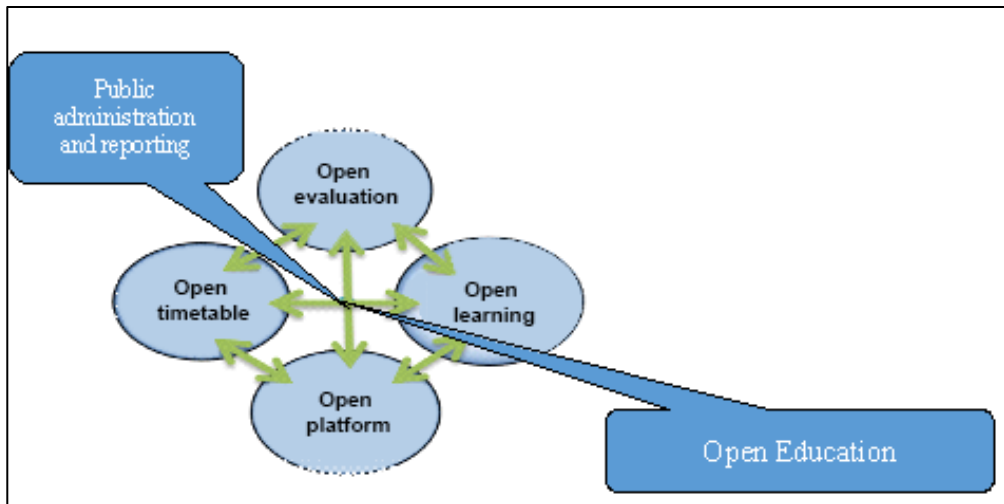 Public
administration
and reporting
Open
evaluation
Open
timetable
Open
learning
Open
platform
Open Education